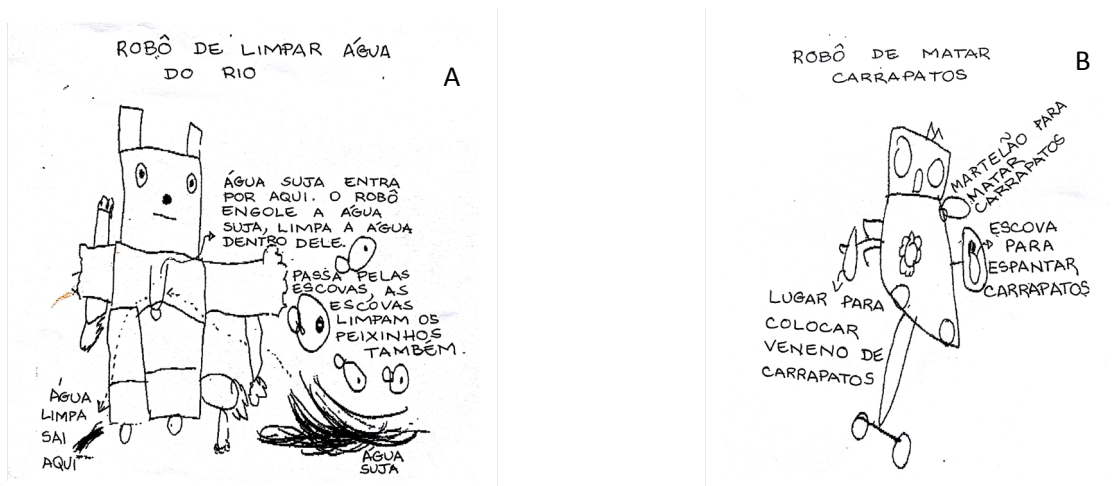 ROBÔ DE LIMPAR ÁGUA
DO RIO
A
ÁGUA SUJA ENTRA
POR AQUI. O ROBÔ
ENGOLE A ÁGUA
SUJA, LIMPA A ÁGUA
DENTRO DELE.
PASSA PELAS
ESCOVAS, AS
ESCOVAS
LIMPAM OS
PEIXINHOS
TAMBÉM.
ÁGUA
LIMPA
SAI
AQUI
ÁGUA
SUJA
ROBÔ DE MATAR
CARRAPATOS
B
MARTELÃO PARA
MATAR
CARRAPATOS
ESCOVA
PARA
ESPANTAR
CARRAPATOS
LUGAR PARA
COLOCAR
VENENO DE
CARRAPATOS